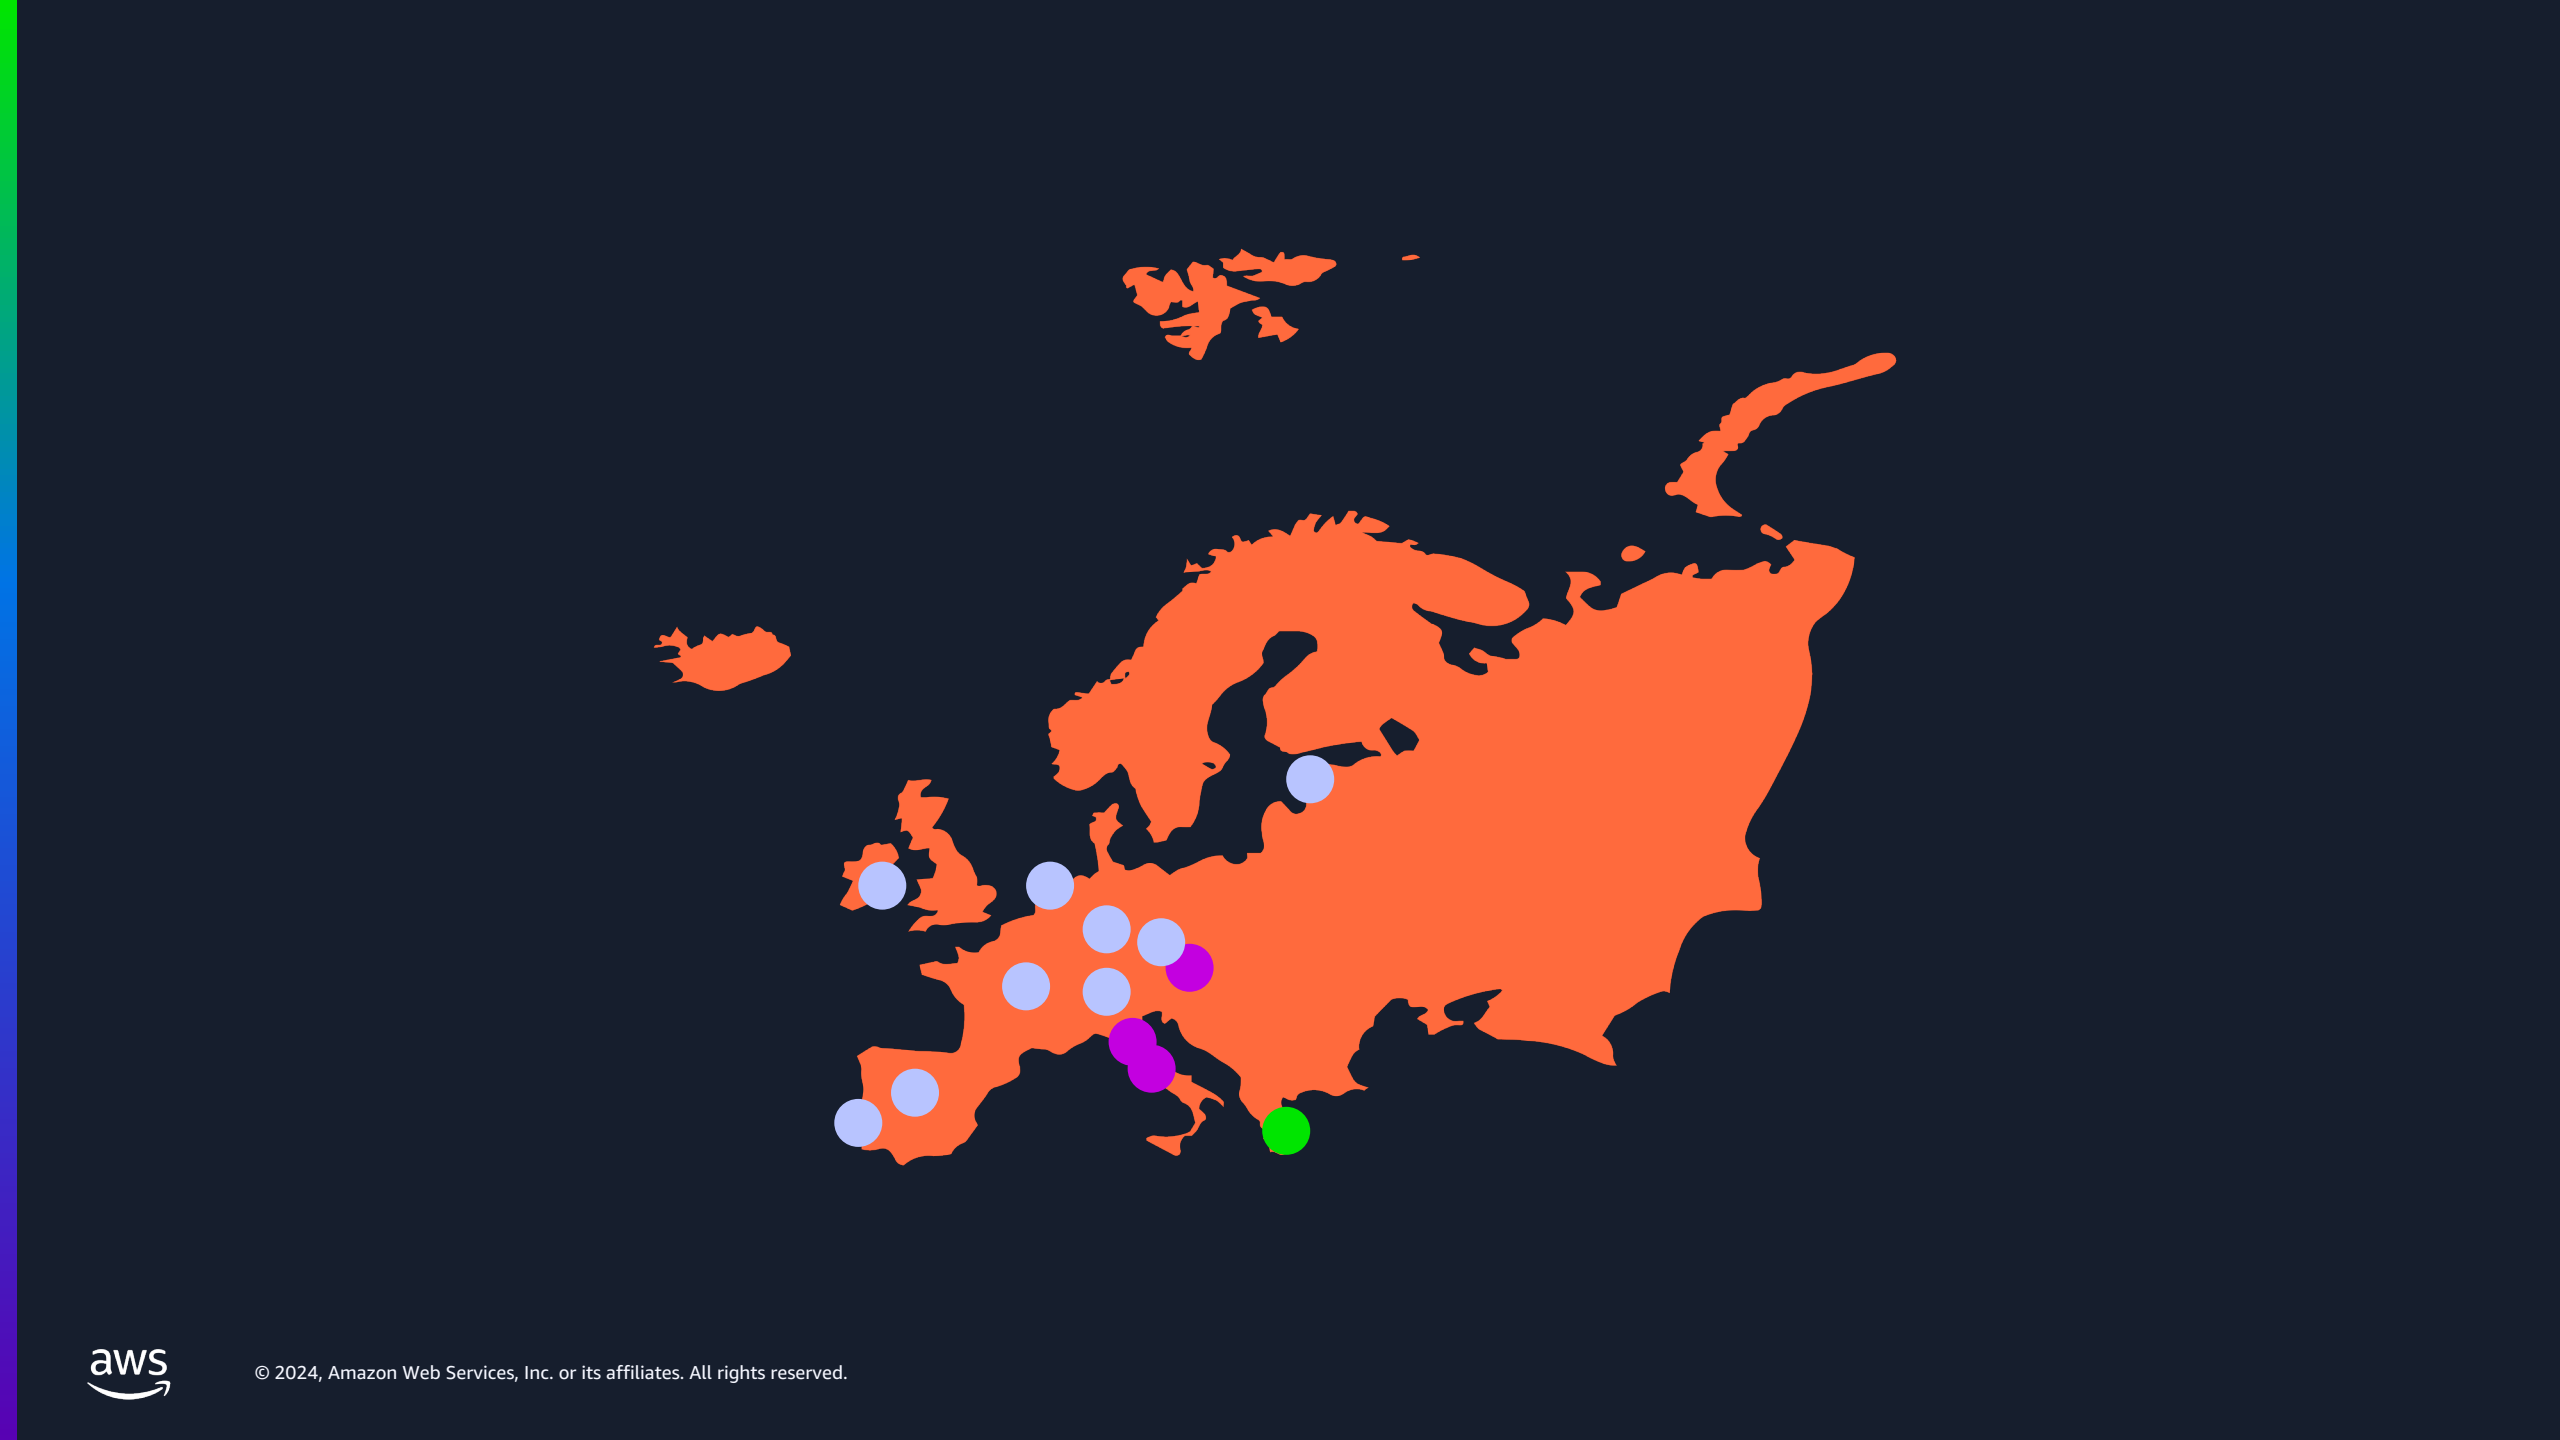 aws
© 2024, Amazon Web Services, Inc. or its affiliates. All rights reserved.